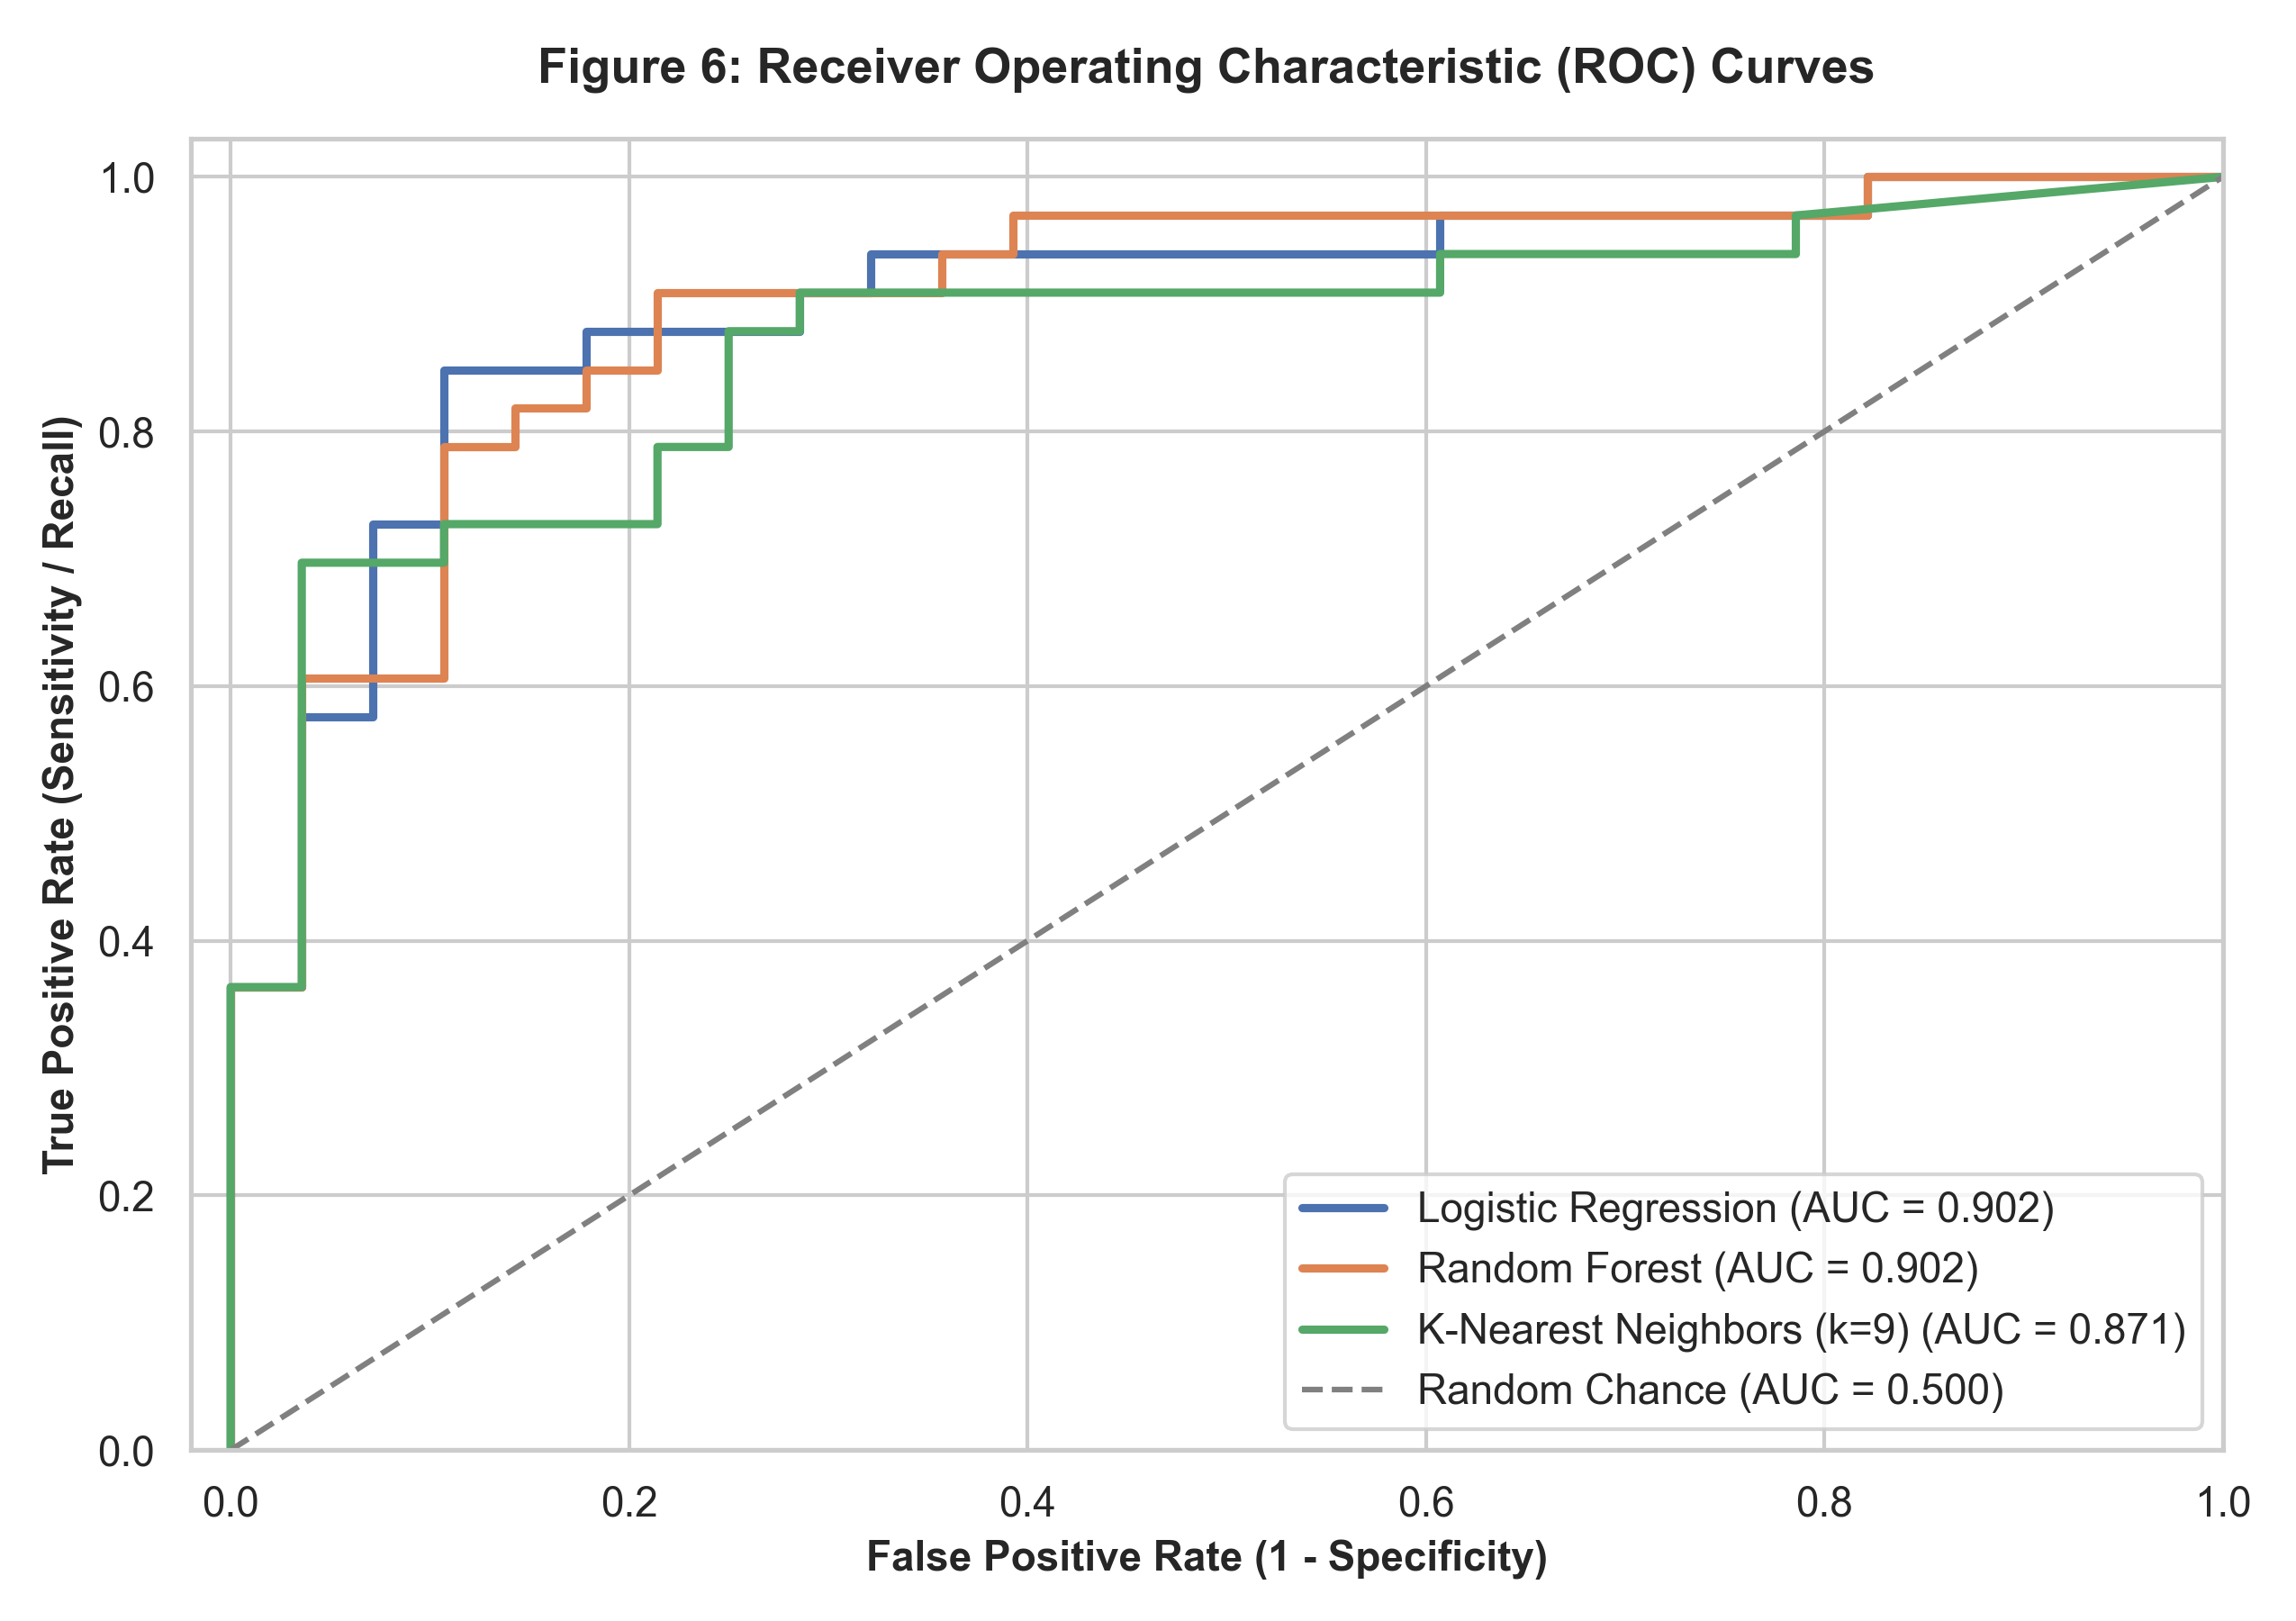 Figure 6: Receiver Operating Characteristic (ROC) Curves
True Positive Rate (Sensitivity / Recall)
1.0
0.8
0.6
0.4
0.2
0.0
0.0
0.2
0.4
0.6
0.8
1.0
False Positive Rate (1 - Specificity)
Logistic Regression (AUC = 0.902)
Random Forest (AUC = 0.902)
K-Nearest Neighbors (k=9) (AUC = 0.871)
Random Chance (AUC = 0.500)